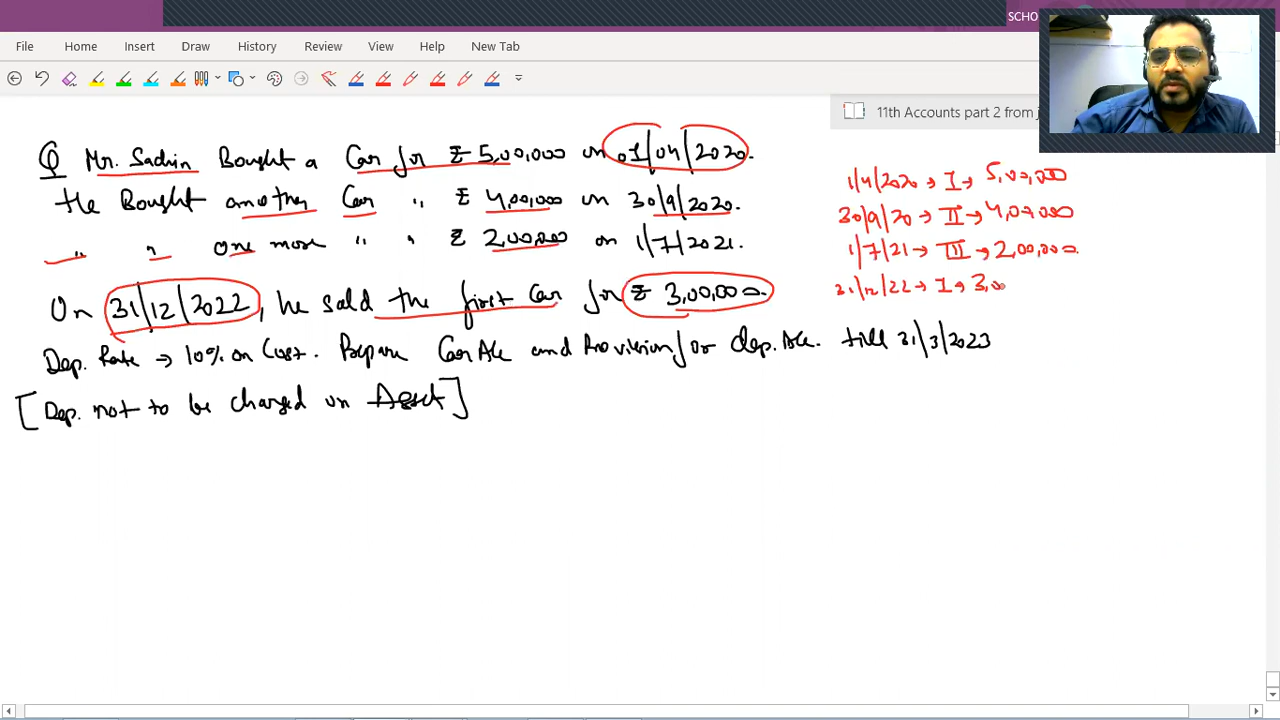 SCHO
File Home Insert Draw History Review View Help New Tab
11th Accounts part 2 from j
Q Mr. Sachin Bought a Car for ₹ 5,00,000 on 01/04/2020.
He Bought another Car " ₹ 4,00,000 on 30/9/2020.
" " one more " " ₹ 2,00,000 on 1/7/2021.
On 31/12/2022, he sold the first Car for ₹ 3,00,000.
Dep. Rate → 10% on Cost. Prepare Car A/c and Provision for dep. A/c. till 31/3/2023
[Dep. not to be charged on Asset]
1/4/2020 → I → 5,00,000
30/9/20 → II → 4,00,000
1/7/21 → III → 2,00,000.
31/12/22 → I → 3,00